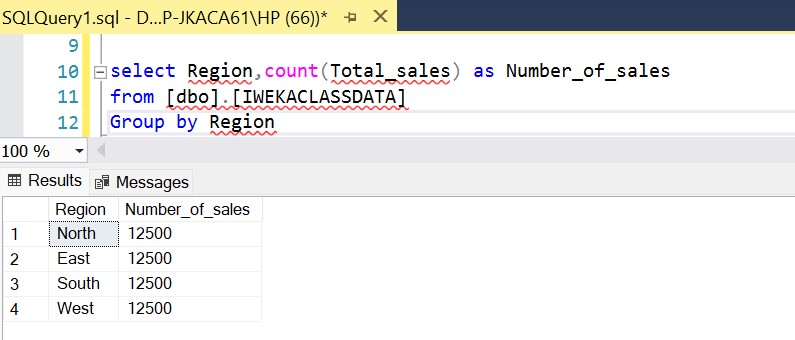 SQLQuery1.sql - D...P-JKACA61\HP (66))*
9
10 select Region,count(Total_sales) as Number_of_sales
11 from [dbo].[IWEKACLASSDATA]
12 Group by Region
100 %
Results Messages
Region Number_of_sales
1 North 12500
2 East 12500
3 South 12500
4 West 12500